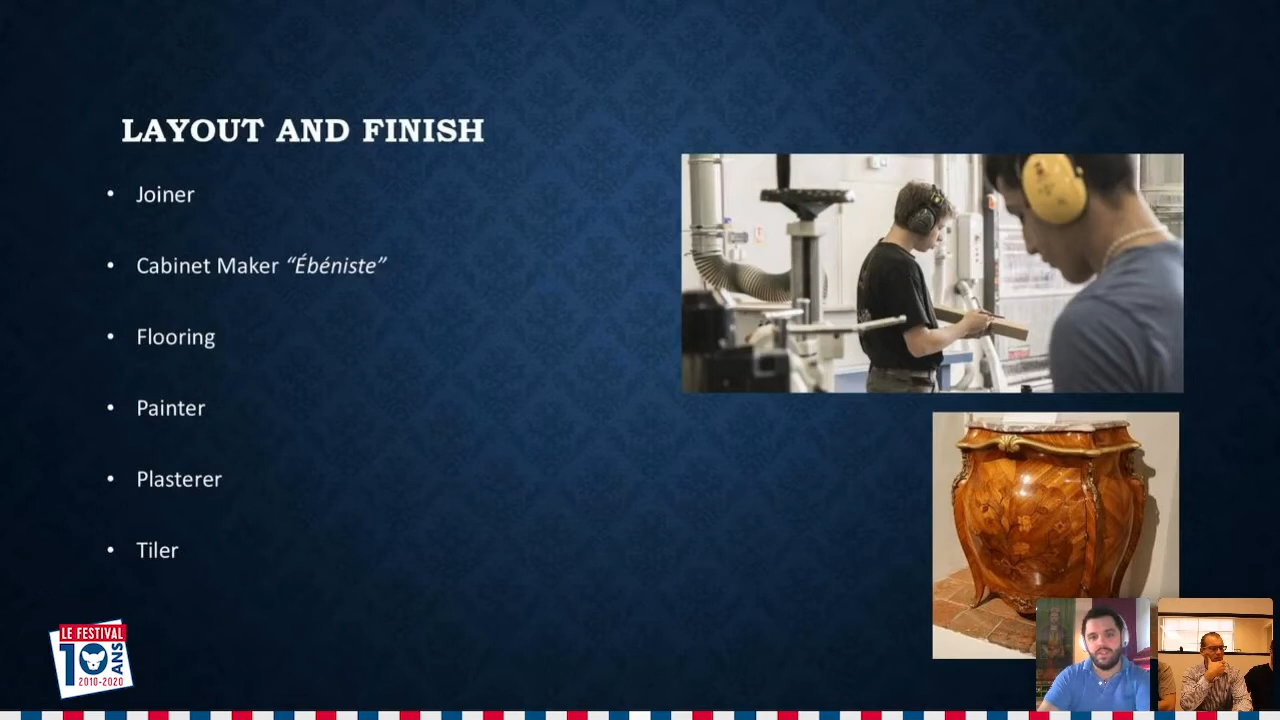 LAYOUT AND FINISH
• Joiner
• Cabinet Maker “Ébéniste”
• Flooring
• Painter
• Plasterer
• Tiler
LE FESTIVAL
10 ANS
2010-2020